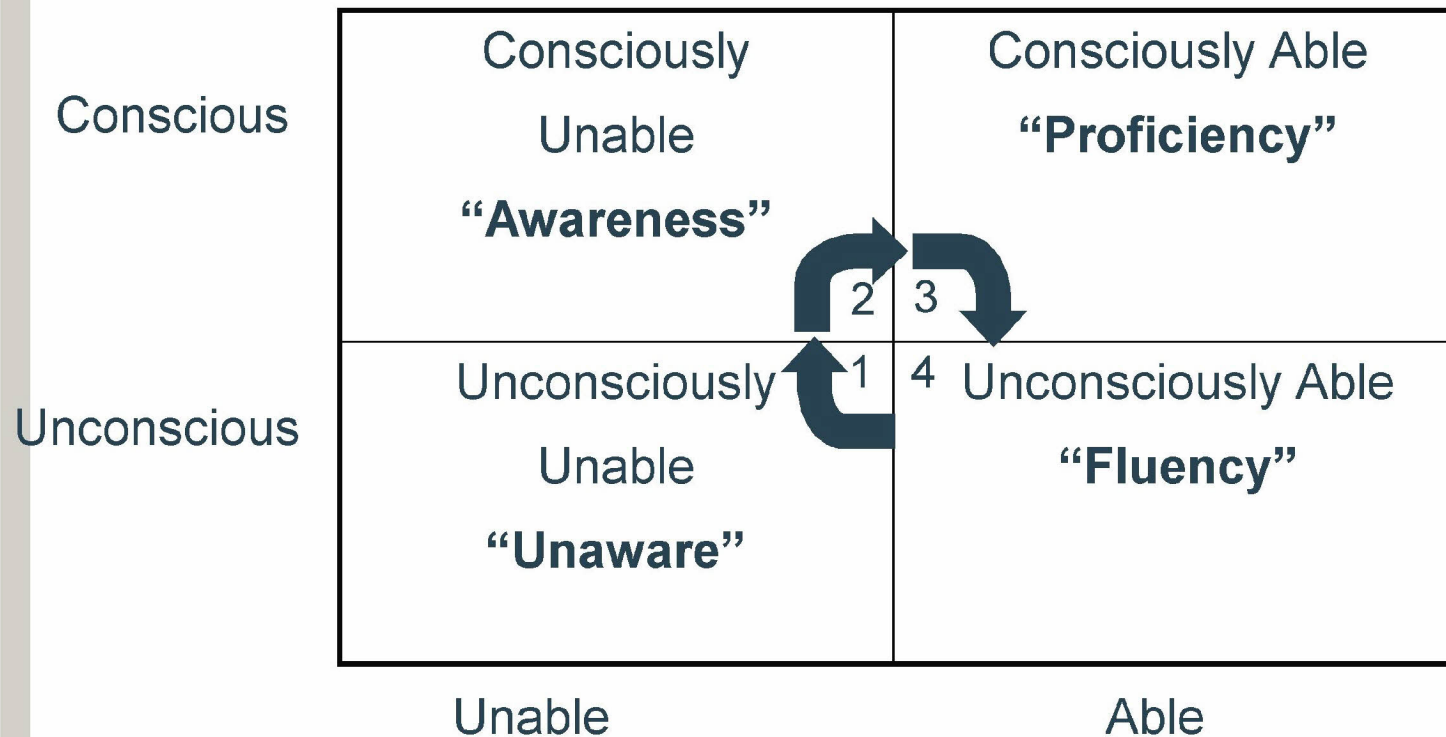 Conscious
Consciously
Unable
“Awareness”
2
Consciously Able
“Proficiency”
3
Unconscious
Unconsciously
Unable
“Unaware”
1
4
Unconsciously Able
“Fluency”
Unable
Able